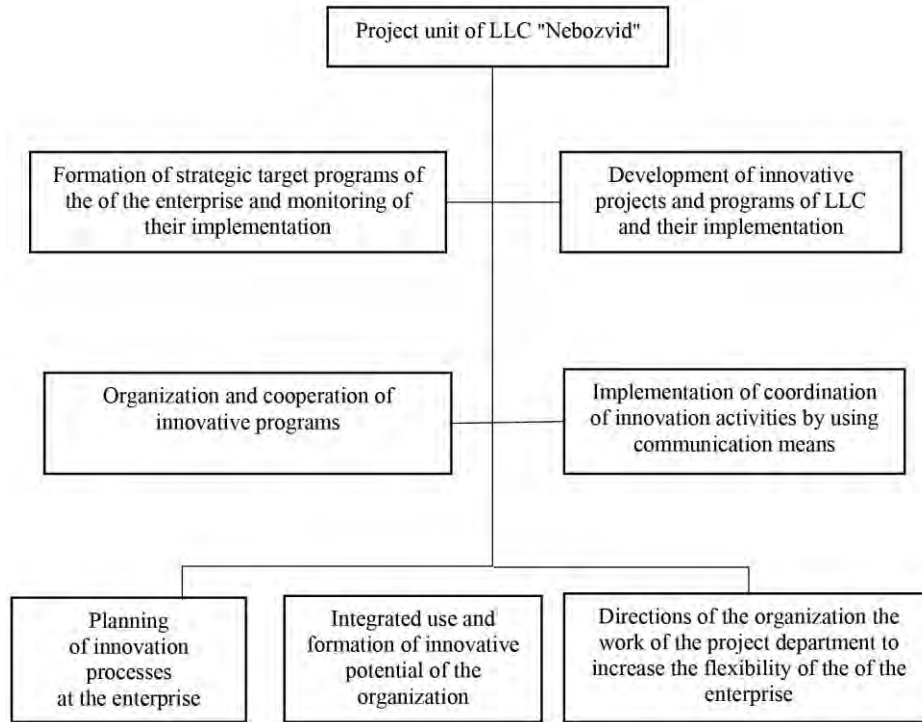 Project unit of LLC "Nebozvid"
Formation of strategic target programs of
the of the enterprise and monitoring of
their implementation
Development of innovative
projects and programs of LLC
and their implementation
Organization and cooperation of
innovative programs
Implementation of coordination
of innovation activities by using
communication means
Planning
of innovation
processes
at the enterprise
Integrated use and
formation of innovative
potential of the
organization
Directions of the organization the
work of the project department to
increase the flexibility of the of the
enterprise